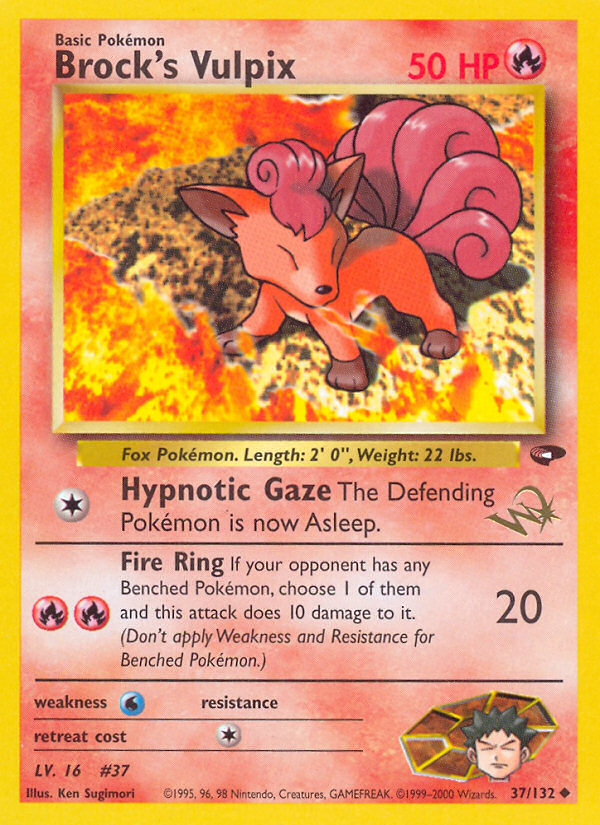 Basic Pokémon
Brock's Vulpix 50 HP
Fox Pokémon. Length: 2' 0", Weight: 22 lbs.
Hypnotic Gaze The Defending
Pokémon is now Asleep.
W
Fire Ring If your opponent has any
Benched Pokémon, choose 1 of them
and this attack does 10 damage to it.
(Don't apply Weakness and Resistance for
Benched Pokémon.)
20
weakness resistance
retreat cost
LV. 16 #37
Illus. Ken Sugimori ©1995, 96, 98 Nintendo, Creatures, GAMEFREAK. ©1999–2000 Wizards. 37/132